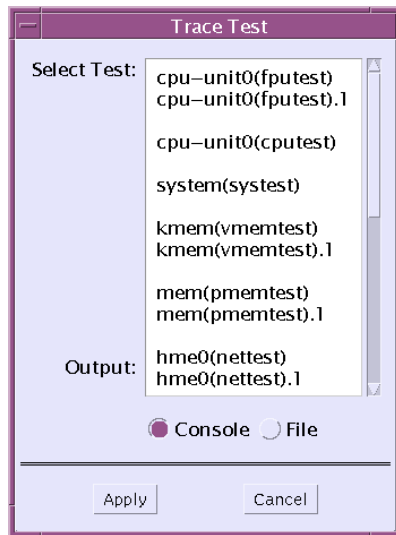 Trace Test
Select Test:
cpu-unit0(fputest)
cpu-unit0(fputest).1
cpu-unit0(cputest)
system(systest)
kmem(vmemtest)
kmem(vmemtest).1
mem(pmemtest)
mem(pmemtest).1
hme0(nettest)
hme0(nettest).1
Output:
Console File
Apply Cancel